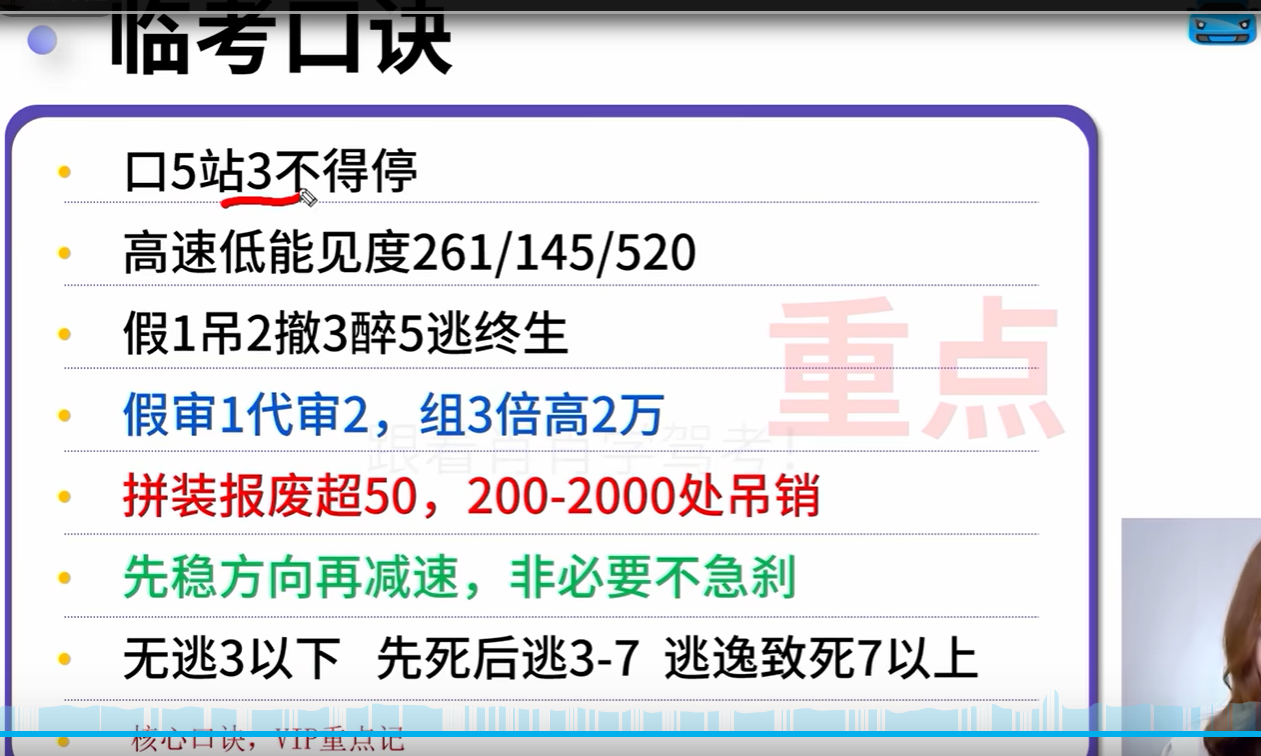 临考口诀
口5站3不得停
高速低能见度261/145/520
假1吊2撤3醉5逃终生
重点
假审1代审2，组3倍高2万
跟着肖肖学驾考！
拼装报废超50，200-2000处吊销
先稳方向再减速，非必要不急刹
无逃3以下 先死后逃3-7 逃逸致死7以上
核心口诀，VIP重点记